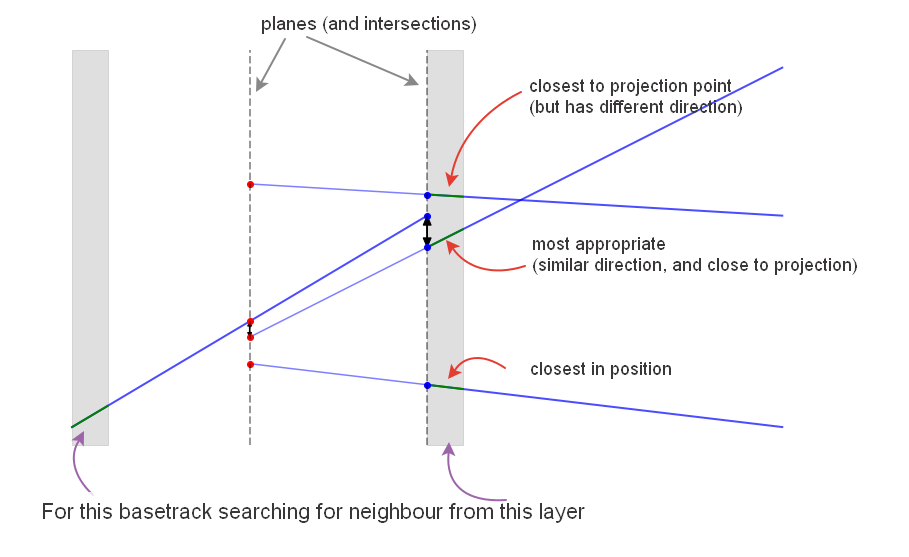 planes (and intersections)
closest to projection point
(but has different direction)
most appropriate
(similar direction, and close to projection)
closest in position
For this basetrack searching for neighbour from this layer